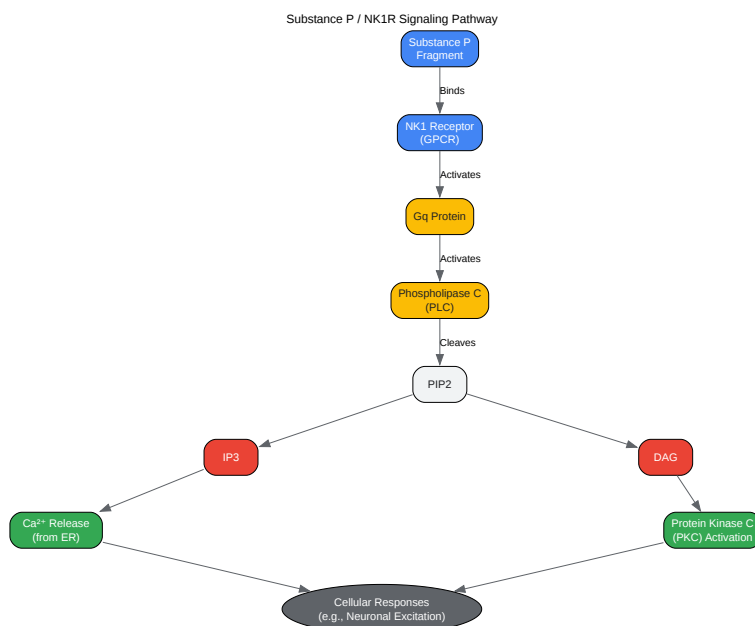 Substance P / NK1R Signaling Pathway
Substance P
Fragment
Binds
NK1 Receptor
(GPCR)
Activates
Gq Protein
Activates
Phospholipase C
(PLC)
Cleaves
PIP2
IP3
DAG
Ca²⁺ Release
(from ER)
Protein Kinase C
(PKC) Activation
Cellular Responses
(e.g., Neuronal Excitation)